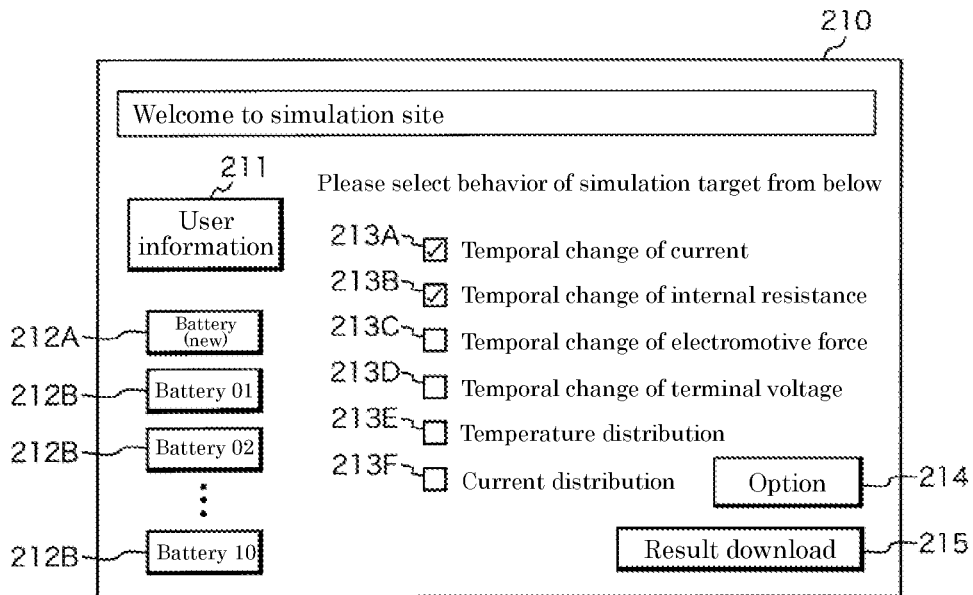 210
Welcome to simulation site
211
User
information
Please select behavior of simulation target from below
213A
Temporal change of current
213B
Temporal change of internal resistance
212A
Battery
(new)
213C
Temporal change of electromotive force
212B
Battery 01
213D
Temporal change of terminal voltage
212B
Battery 02
213E
Temperature distribution
213F
Current distribution
Option
214
212B
Battery 10
Result download
215